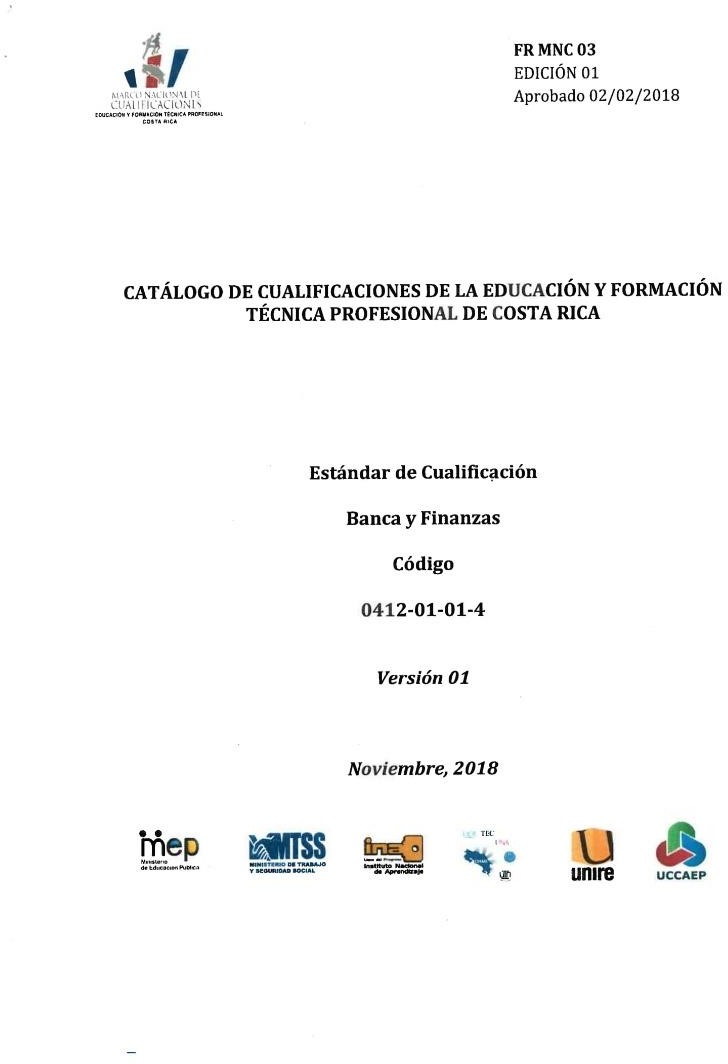 MARCO NACIONAL DE
CUALIFICACIONES
EDUCACIÓN Y FORMACIÓN TÉCNICA PROFESIONAL
COSTA RICA
FR MNC 03
EDICIÓN 01
Aprobado 02/02/2018
CATÁLOGO DE CUALIFICACIONES DE LA EDUCACIÓN Y FORMACIÓN
TÉCNICA PROFESIONAL DE COSTA RICA
Estándar de Cualificación
Banca y Finanzas
Código
0412-01-01-4
Versión 01
Noviembre, 2018
mep
Ministerio
de Educación Pública
MTSS
MINISTERIO DE TRABAJO
Y SEGURIDAD SOCIAL
ina
Instituto Nacional
de Aprendizaje
TEC
UNA
unire
UCCAEP